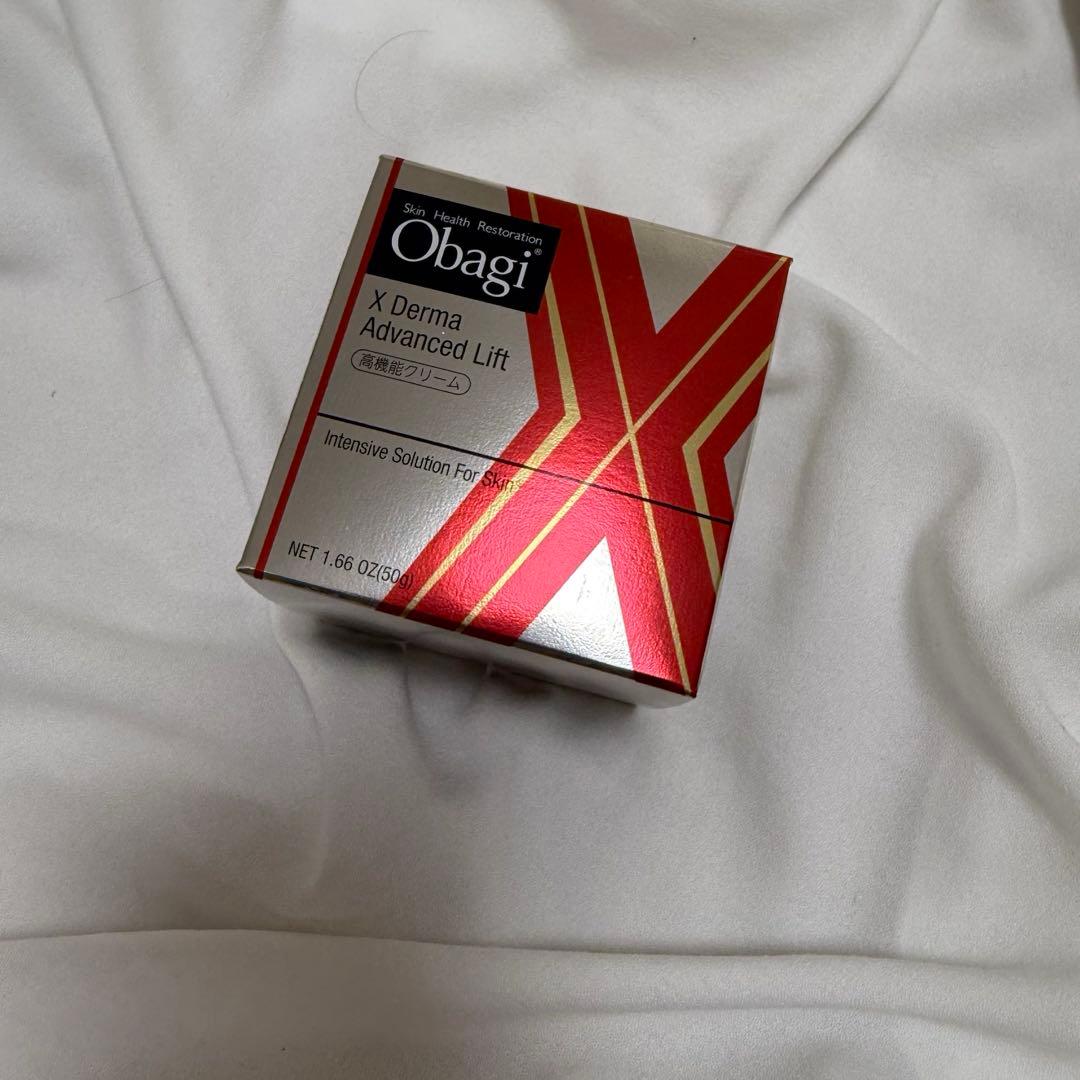 Skin Health Restoration
Obagi®
X Derma
Advanced Lift
高機能クリーム
Intensive Solution For Skin
NET 1.66 OZ(50g)